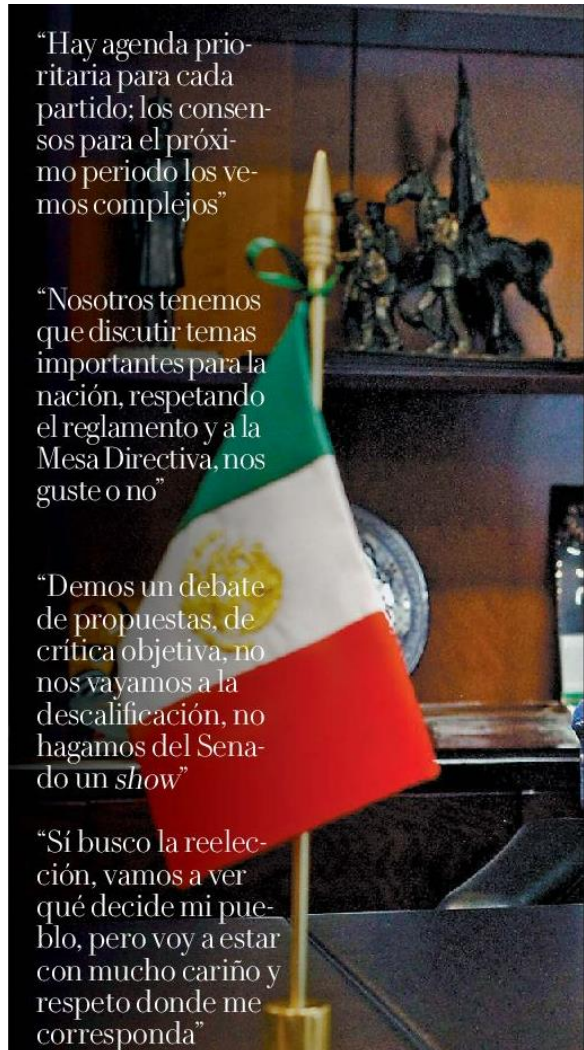 “Hay agenda prio-
ritaria para cada
partido; los consen-
sos para el próxi-
mo periodo los ve-
mos complejos”
“Nosotros tenemos
que discutir temas
importantes para la
nación, respetando
el reglamento y a la
Mesa Directiva, nos
guste o no”
“Demos un debate
de propuestas, de
crítica objetiva, no
nos vayamos a la
descalificación, no
hagamos del Sena-
do un show”
“Sí busco la reelec-
ción, vamos a ver
qué decide mi pue-
blo, pero voy a estar
con mucho cariño y
respeto donde me
corresponda”